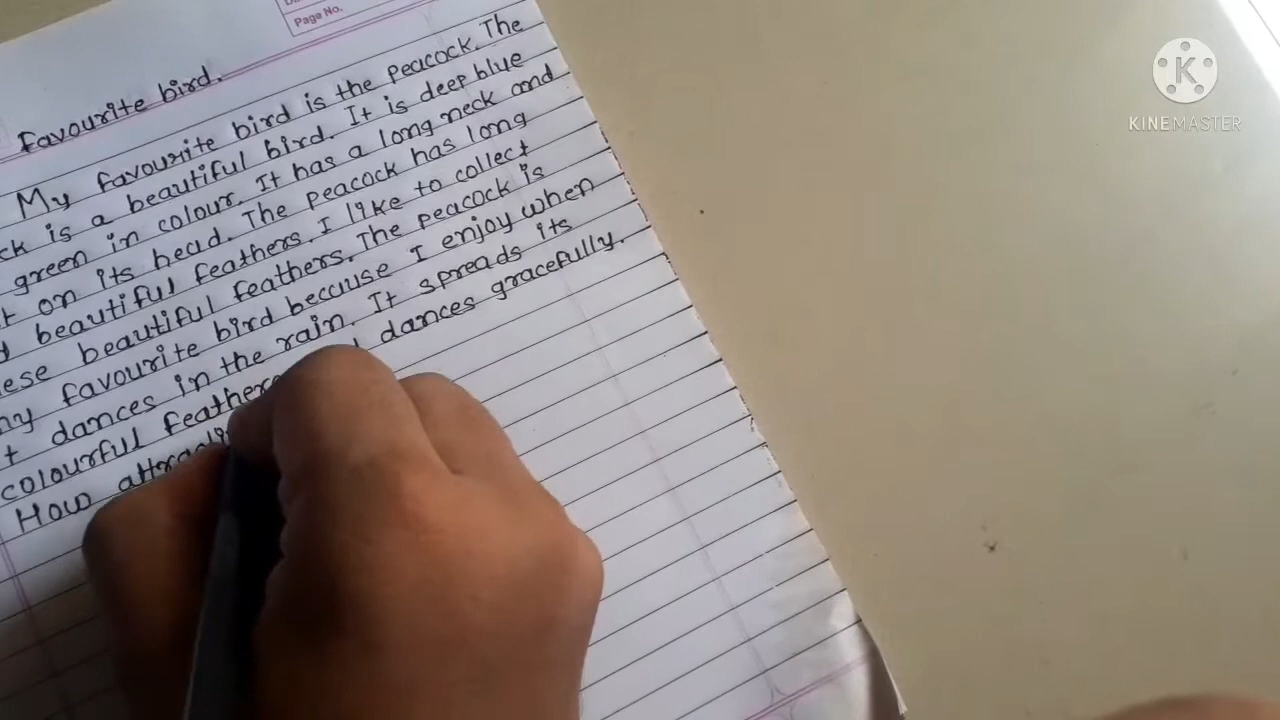 Page No.
Favourite bird.
My favourite bird is the peacock. The
ck is a beautiful bird. It is deep blue
green in colour. It has a long neck and
t on its head. The peacock has long
d beautiful feathers. I like to collect
ese beautiful feathers. The peacock is
my favourite bird because I enjoy when
t dances in the rain. It spreads its
colourful feathers dances gracefully.
How
KINEMASTER